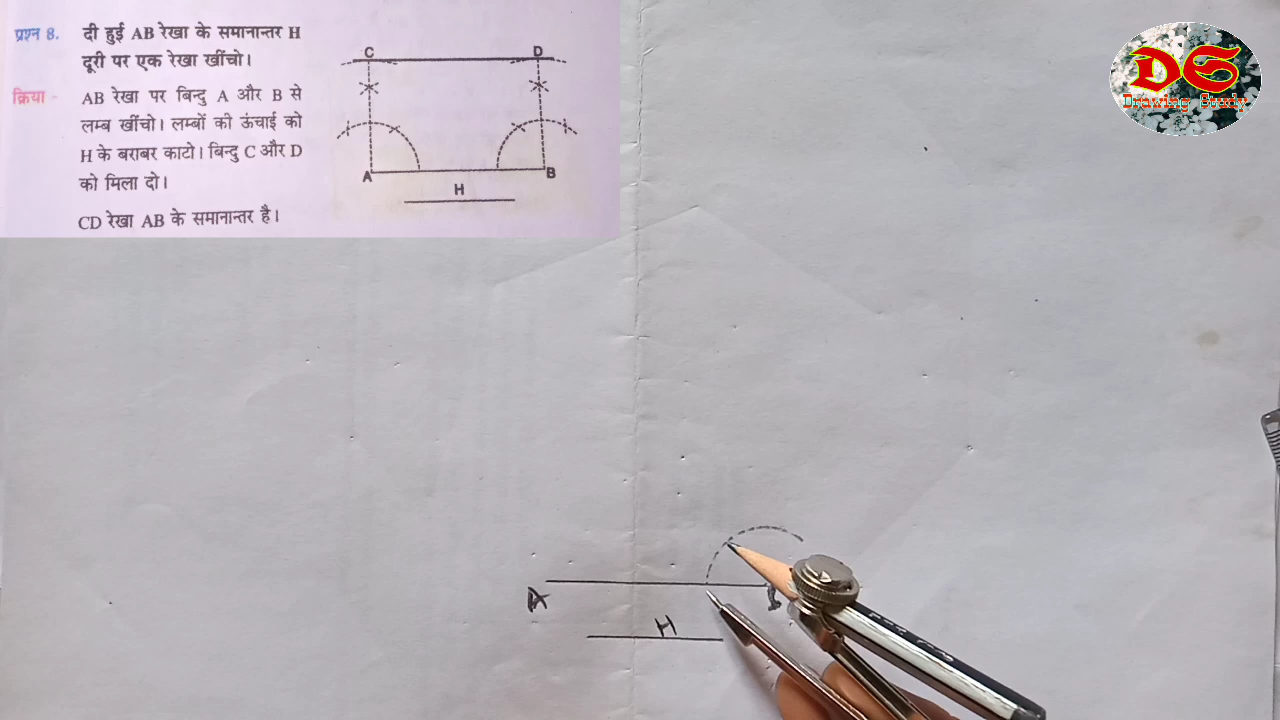 प्रश्न 8. दी हुई AB रेखा के समानान्तर H
दूरी पर एक रेखा खींचो।
क्रिया - AB रेखा पर बिन्दु A और B से
लम्ब खींचो। लम्बों की ऊंचाई को
H के बराबर काटो। बिन्दु C और D
को मिला दो।
CD रेखा AB के समानान्तर है।
C D
A B
H
DS
Drawing Study
A
H